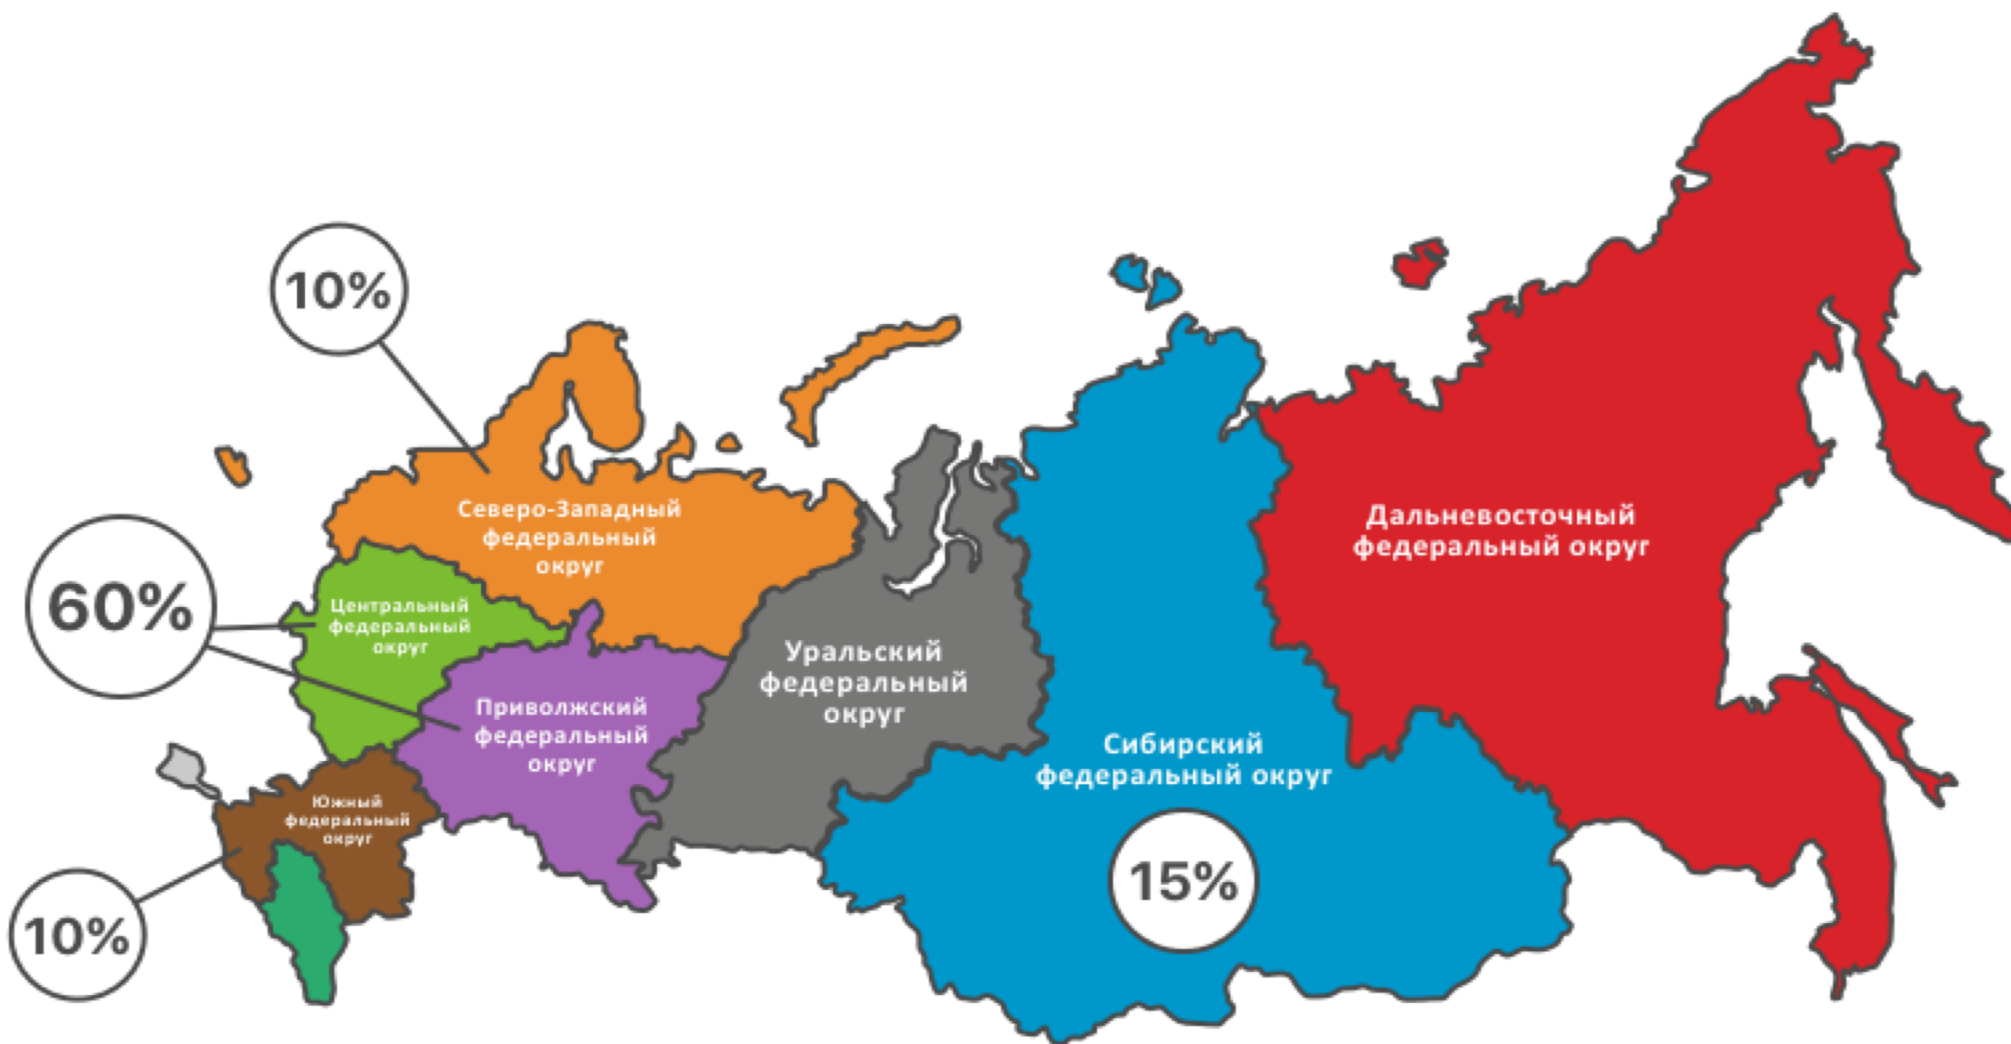 10%
Северо-Западный
федеральный
округ
60%
Центральный
федеральный
округ
Приволжский
федеральный
округ
Уральский
федеральный
округ
Дальневосточный
федеральный округ
Сибирский
федеральный округ
15%
Южный
федеральный
округ
10%